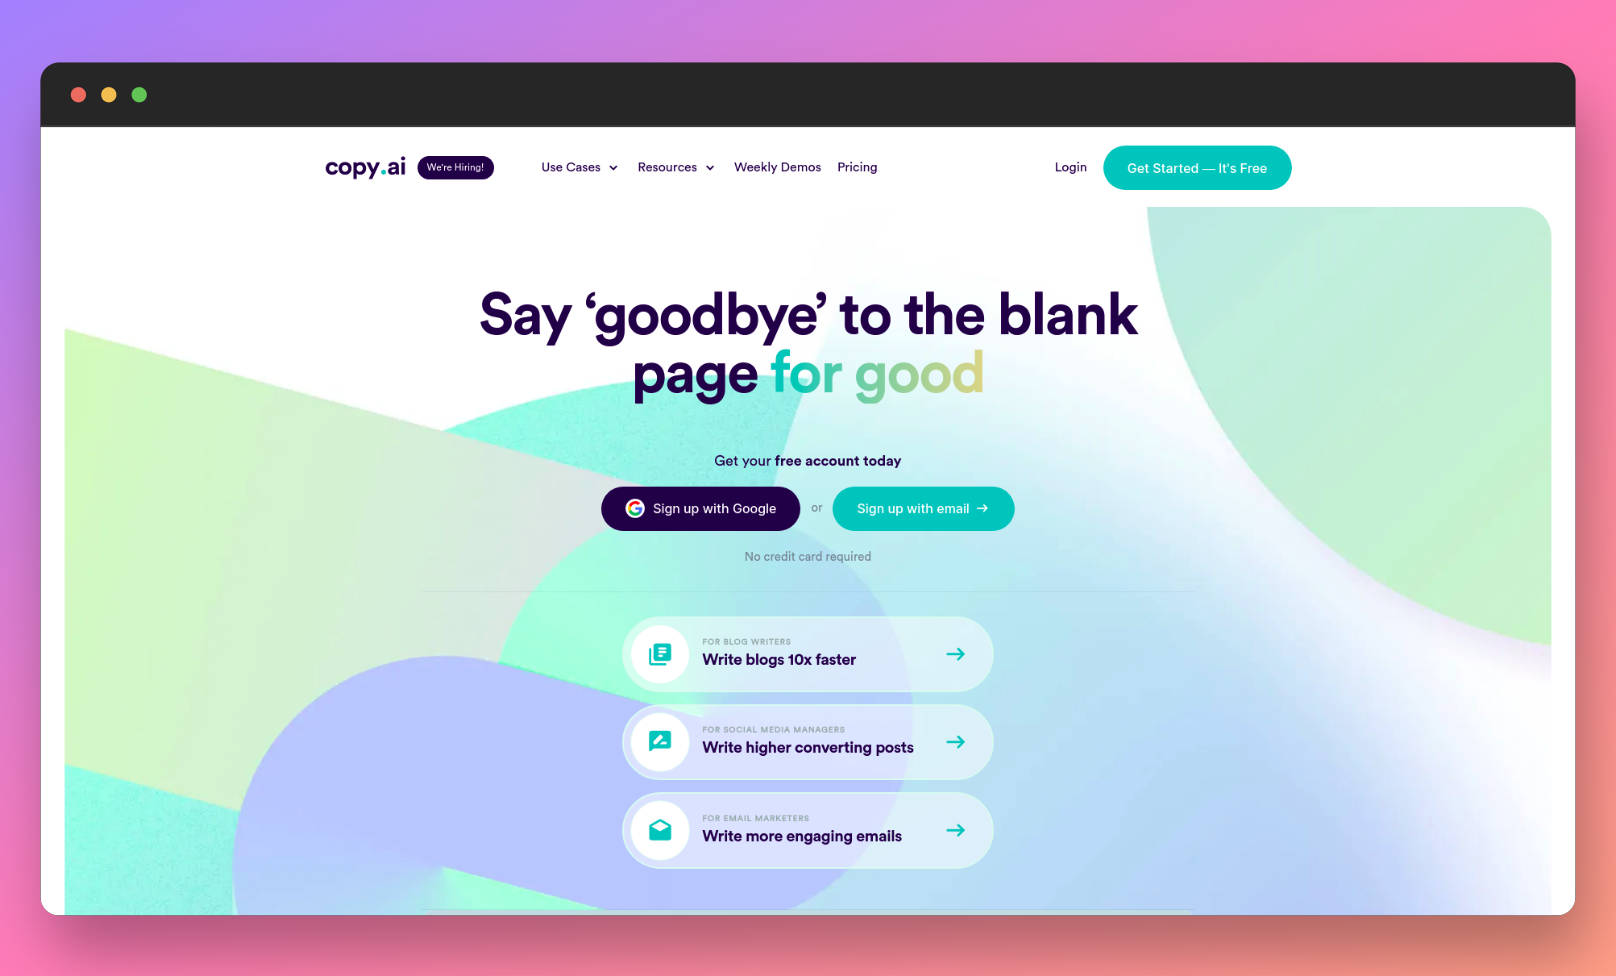 copy.ai
We're Hiring!
Use Cases
Resources
Weekly Demos
Pricing
Login
Get Started — It's Free
Say ‘goodbye’ to the blank
page for good
Get your free account today
Sign up with Google
or
Sign up with email →
No credit card required
FOR BLOG WRITERS
Write blogs 10x faster
FOR SOCIAL MEDIA MANAGERS
Write higher converting posts
FOR EMAIL MARKETERS
Write more engaging emails